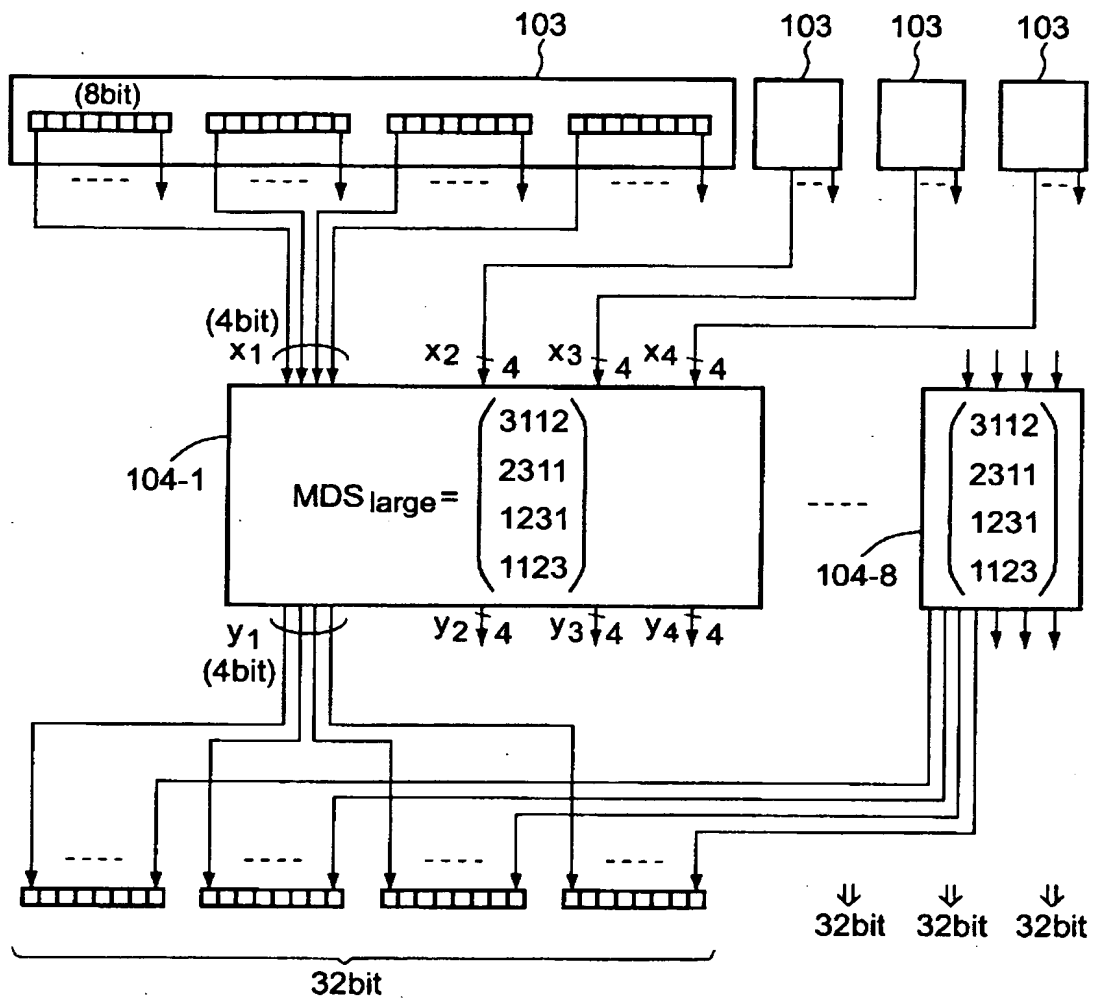 103 103 103 103
(8bit)
(4bit)
x1 x2 4 x3 4 x4 4
104-1
MDS large =
3112
2311
1231
1123
104-8
3112
2311
1231
1123
y1 y2 4 y3 4 y4 4
(4bit)
32bit 32bit 32bit
32bit